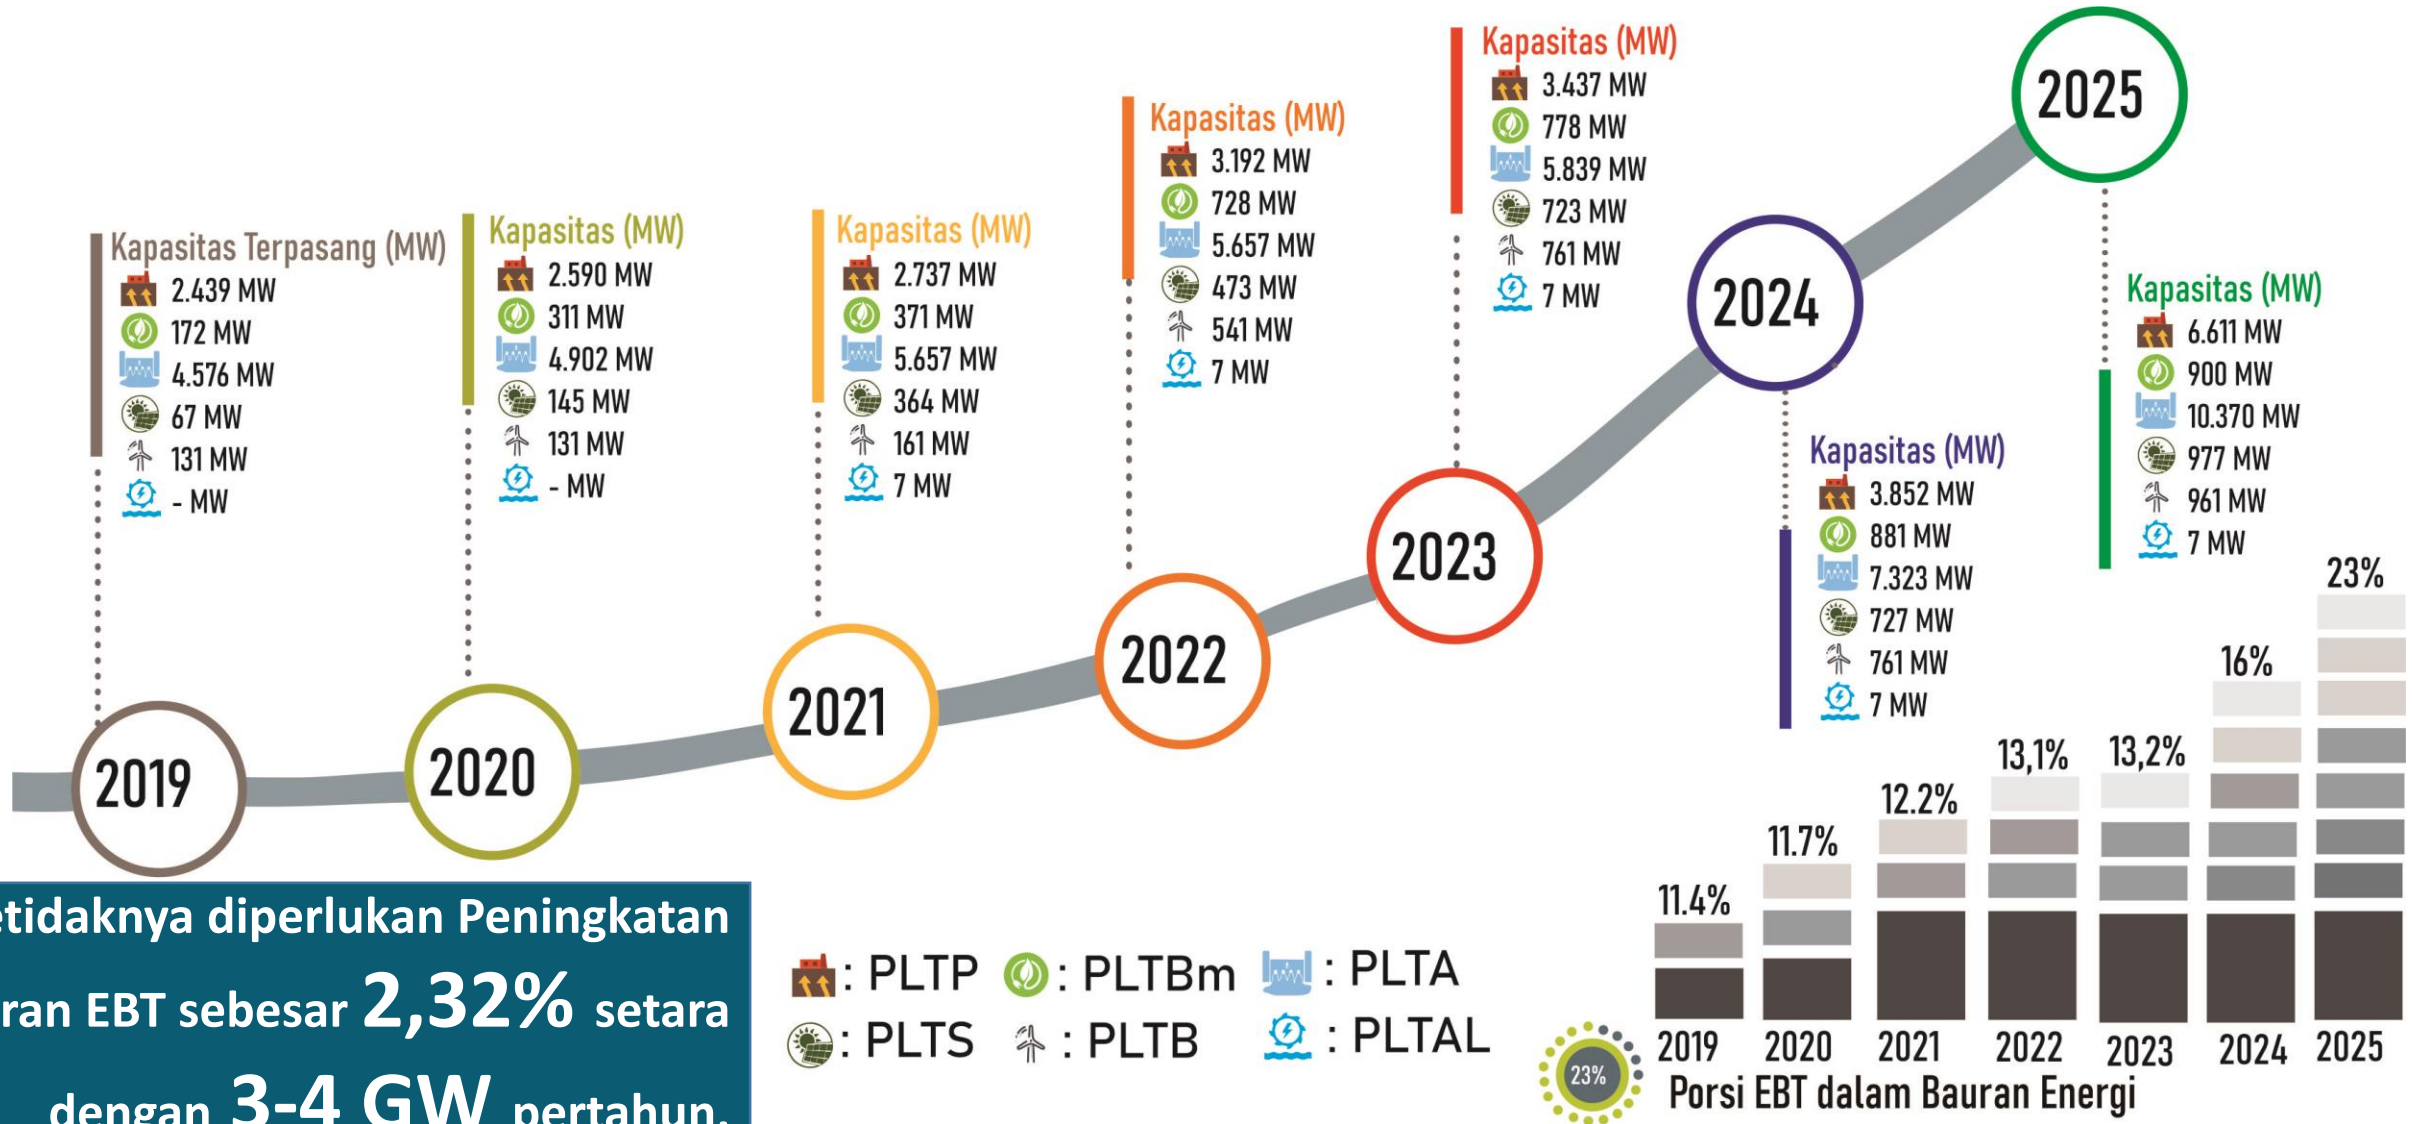 Kapasitas Terpasang (MW)
2.439 MW
172 MW
4.576 MW
67 MW
131 MW
- MW
2019
Kapasitas (MW)
2.590 MW
311 MW
4.902 MW
145 MW
131 MW
- MW
2020
Kapasitas (MW)
2.737 MW
371 MW
5.657 MW
364 MW
161 MW
7 MW
2021
Kapasitas (MW)
3.192 MW
728 MW
5.657 MW
473 MW
541 MW
7 MW
2022
Kapasitas (MW)
3.437 MW
778 MW
5.839 MW
723 MW
761 MW
7 MW
2023
2024
Kapasitas (MW)
3.852 MW
881 MW
7.323 MW
727 MW
761 MW
7 MW
2025
Kapasitas (MW)
6.611 MW
900 MW
10.370 MW
977 MW
961 MW
7 MW
etidaknya diperlukan Peningkatan
ran EBT sebesar 2,32% setara
dengan 3-4 GW pertahun.
: PLTP : PLTBm : PLTA
: PLTS : PLTB : PLTAL
11.4%
11.7%
12.2%
13,1%
13,2%
16%
23%
2019 2020 2021 2022 2023 2024 2025
23%
Porsi EBT dalam Bauran Energi